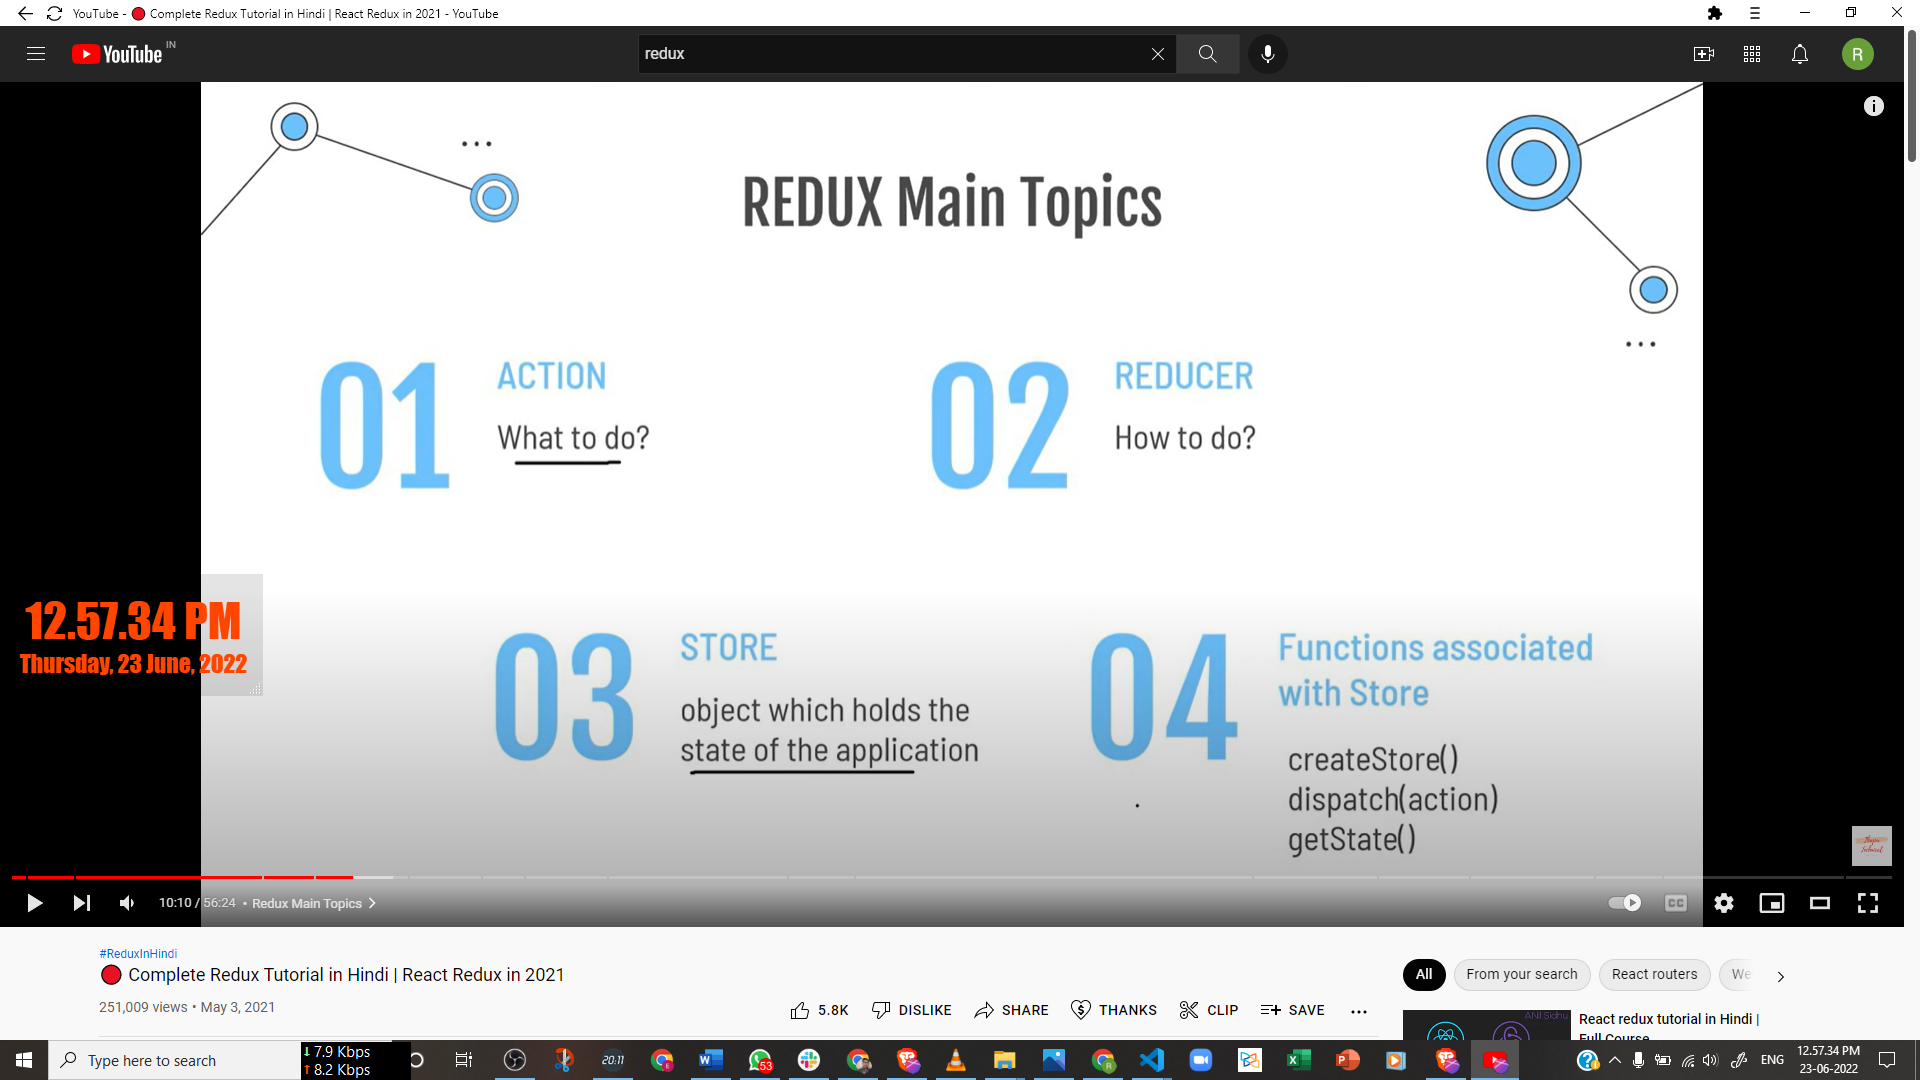 YouTube - 🔴 Complete Redux Tutorial in Hindi | React Redux in 2021 - YouTube
YouTube IN
redux
R
REDUX Main Topics
01
ACTION
What to do?
02
REDUCER
How to do?
12.57.34 PM
Thursday, 23 June, 2022
03
STORE
object which holds the
state of the application
04
Functions associated
with Store
createStore()
dispatch(action)
getState()
10:10 / 56:24 • Redux Main Topics
CC
#ReduxInHindi
🔴 Complete Redux Tutorial in Hindi | React Redux in 2021
251,009 views • May 3, 2021
5.8K
DISLIKE
SHARE
THANKS
CLIP
SAVE
All
From your search
React routers
We
Anil Sidhu
React redux tutorial in Hindi |
Full Course
Type here to search
↓ 7.9 Kbps
↑ 8.2 Kbps
20:11
53
ENG
12.57.34 PM
23-06-2022